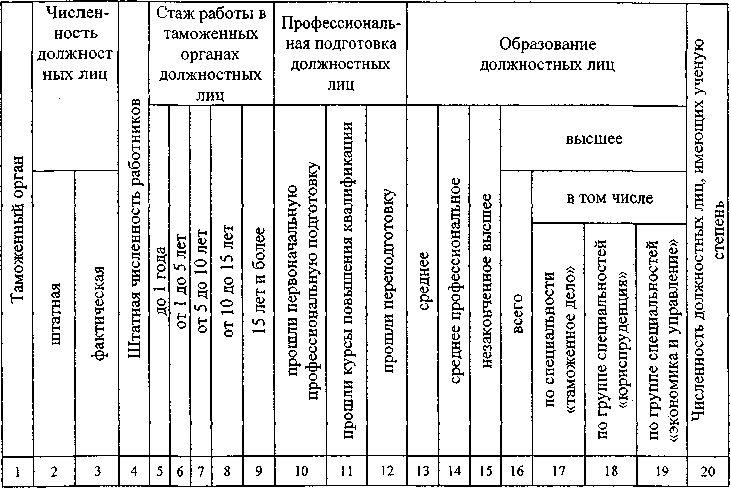 Таможенный орган
Числен-
ность
должност
ных лиц
штатная
фактическая
Штатная численность работников
Стаж работы в
таможенных
органах
должностных
лиц
до 1 года
от 1 до 5 лет
от 5 до 10 лет
от 10 до 15 лет
15 лет и более
Профессиональ-
ная подготовка
должностных
лиц
прошли первоначальную
профессиональную подготовку
прошли курсы повышения квалификации
прошли переподготовку
Образование
должностных лиц
среднее
среднее профессиональное
незаконченное высшее
высшее
всего
в том числе
по специальности
«таможенное дело»
по группе специальностей
«юриспруденция»
по группе специальностей
«экономика и управление»
Численность должностных лиц, имеющих ученую
степень
1 2 3 4 5 6 7 8 9 10 11 12 13 14 15 16 17 18 19 20